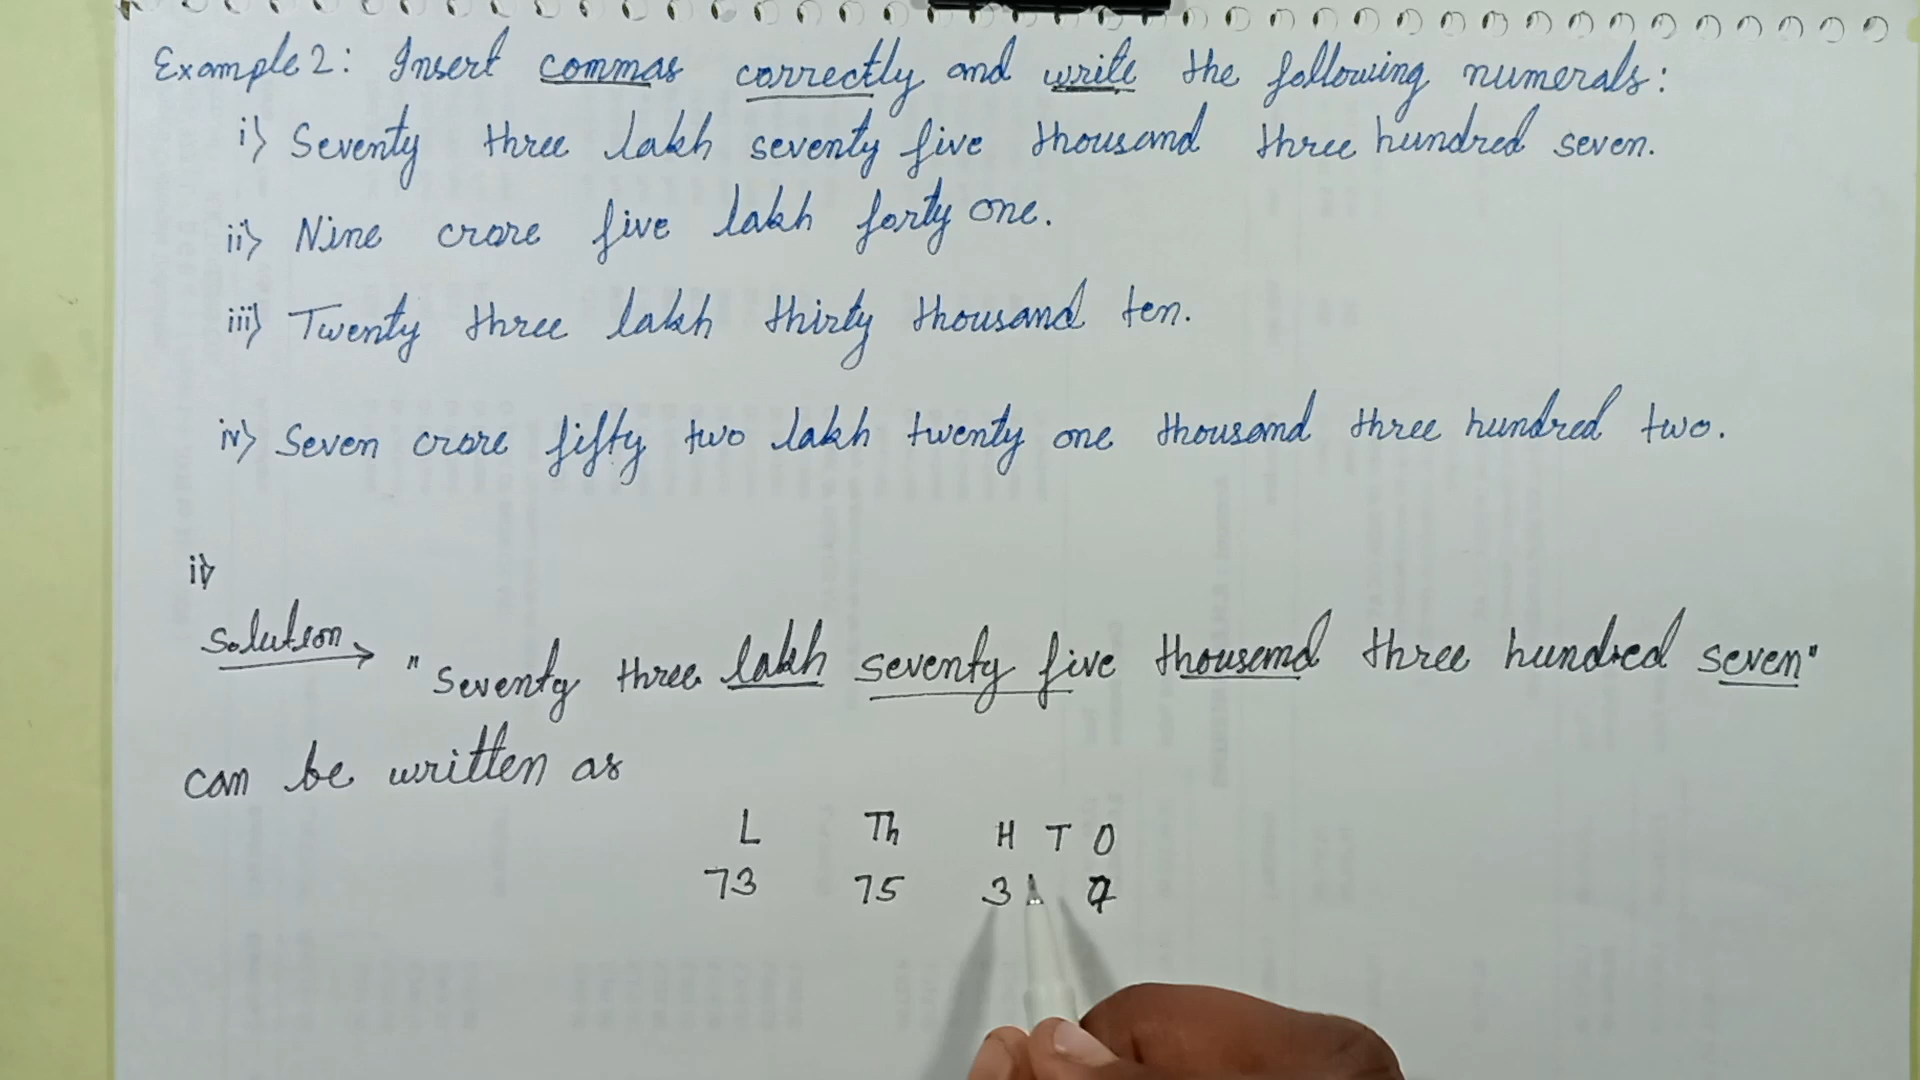 Example 2: Insert commas correctly and write the following numerals:
i) Seventy three lakh seventy five thousand three hundred seven.
ii) Nine crore five lakh forty one.
iii) Twenty three lakh thirty thousand ten.
iv) Seven crore fifty two lakh twenty one thousand three hundred two.
i)
Solution → "Seventy three lakh seventy five thousand three hundred seven"
can be written as
L Th H T O
73 75 3 7